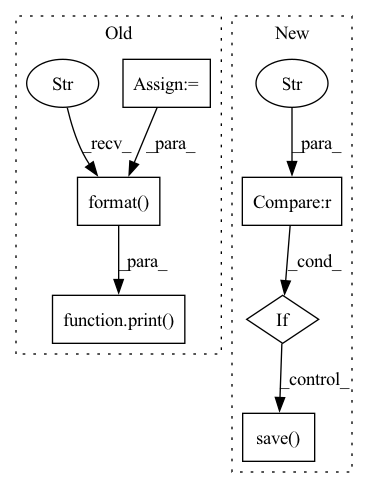 Old
New
Str
Assign:=
Str
_recv_
_para_
_para_
format()
Compare:r
_para_
_cond_
function.print()
If
_control_
save()